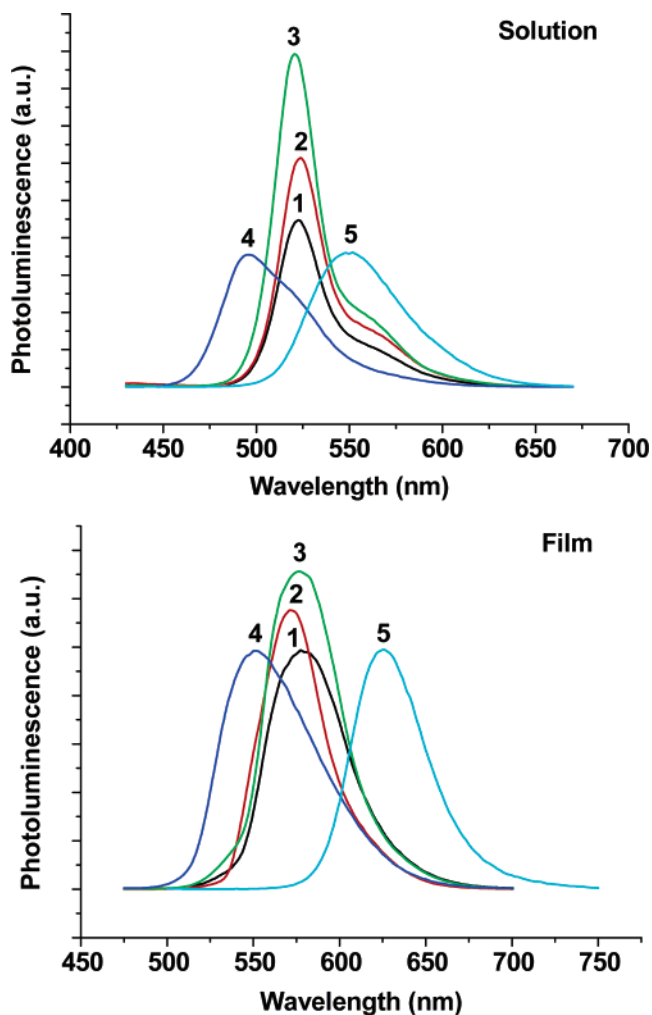 Solution
3
2
1
4 5
Photoluminescence (a.u.)
400 450 500 550 600 650 700
Wavelength (nm)
Film
3
2
4 1 5
Photoluminescence (a.u.)
450 500 550 600 650 700 750
Wavelength (nm)